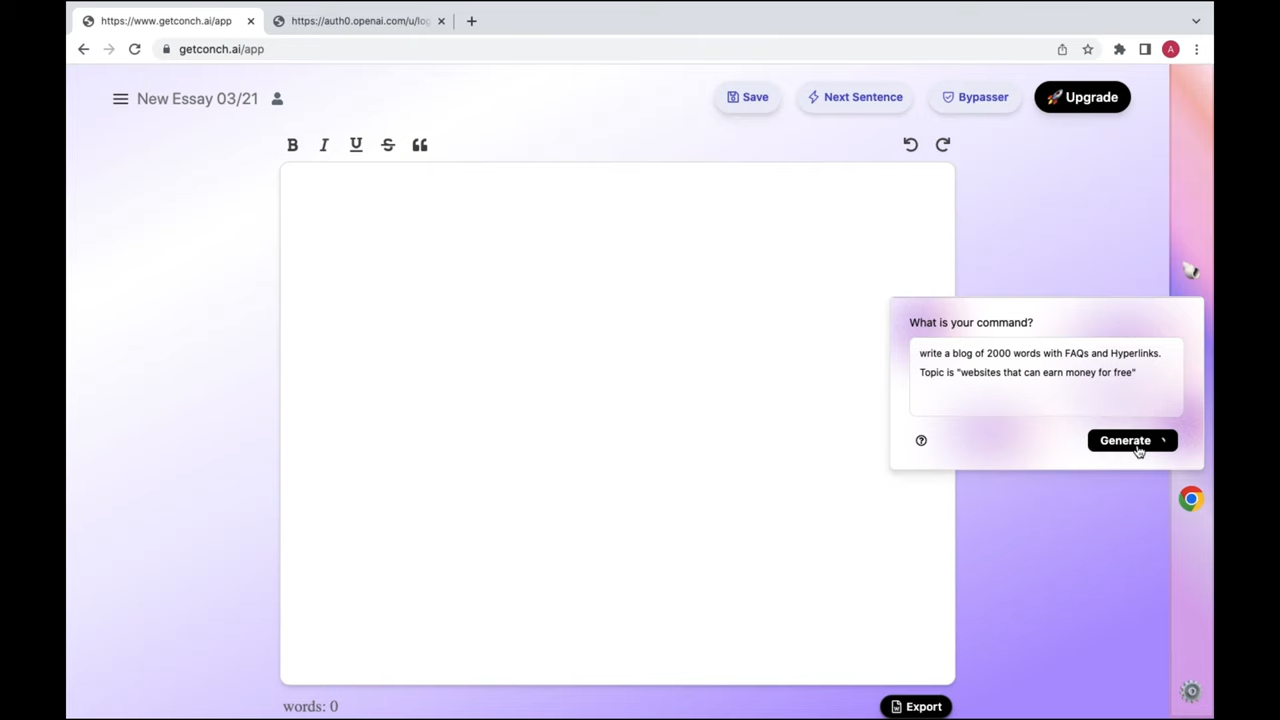 https://www.getconch.ai/app
https://auth0.openai.com/u/log
getconch.ai/app
A
New Essay 03/21
Save
Next Sentence
Bypasser
Upgrade
B I U S
What is your command?
write a blog of 2000 words with FAQs and Hyperlinks.
Topic is "websites that can earn money for free"
Generate
words: 0
Export